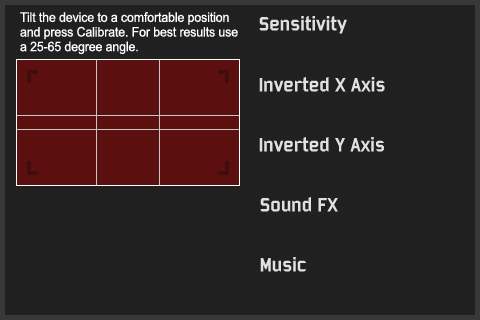 Tilt the device to a comfortable position
and press Calibrate. For best results use
a 25-65 degree angle.
Sensitivity
Inverted X Axis
Inverted Y Axis
Sound FX
Music